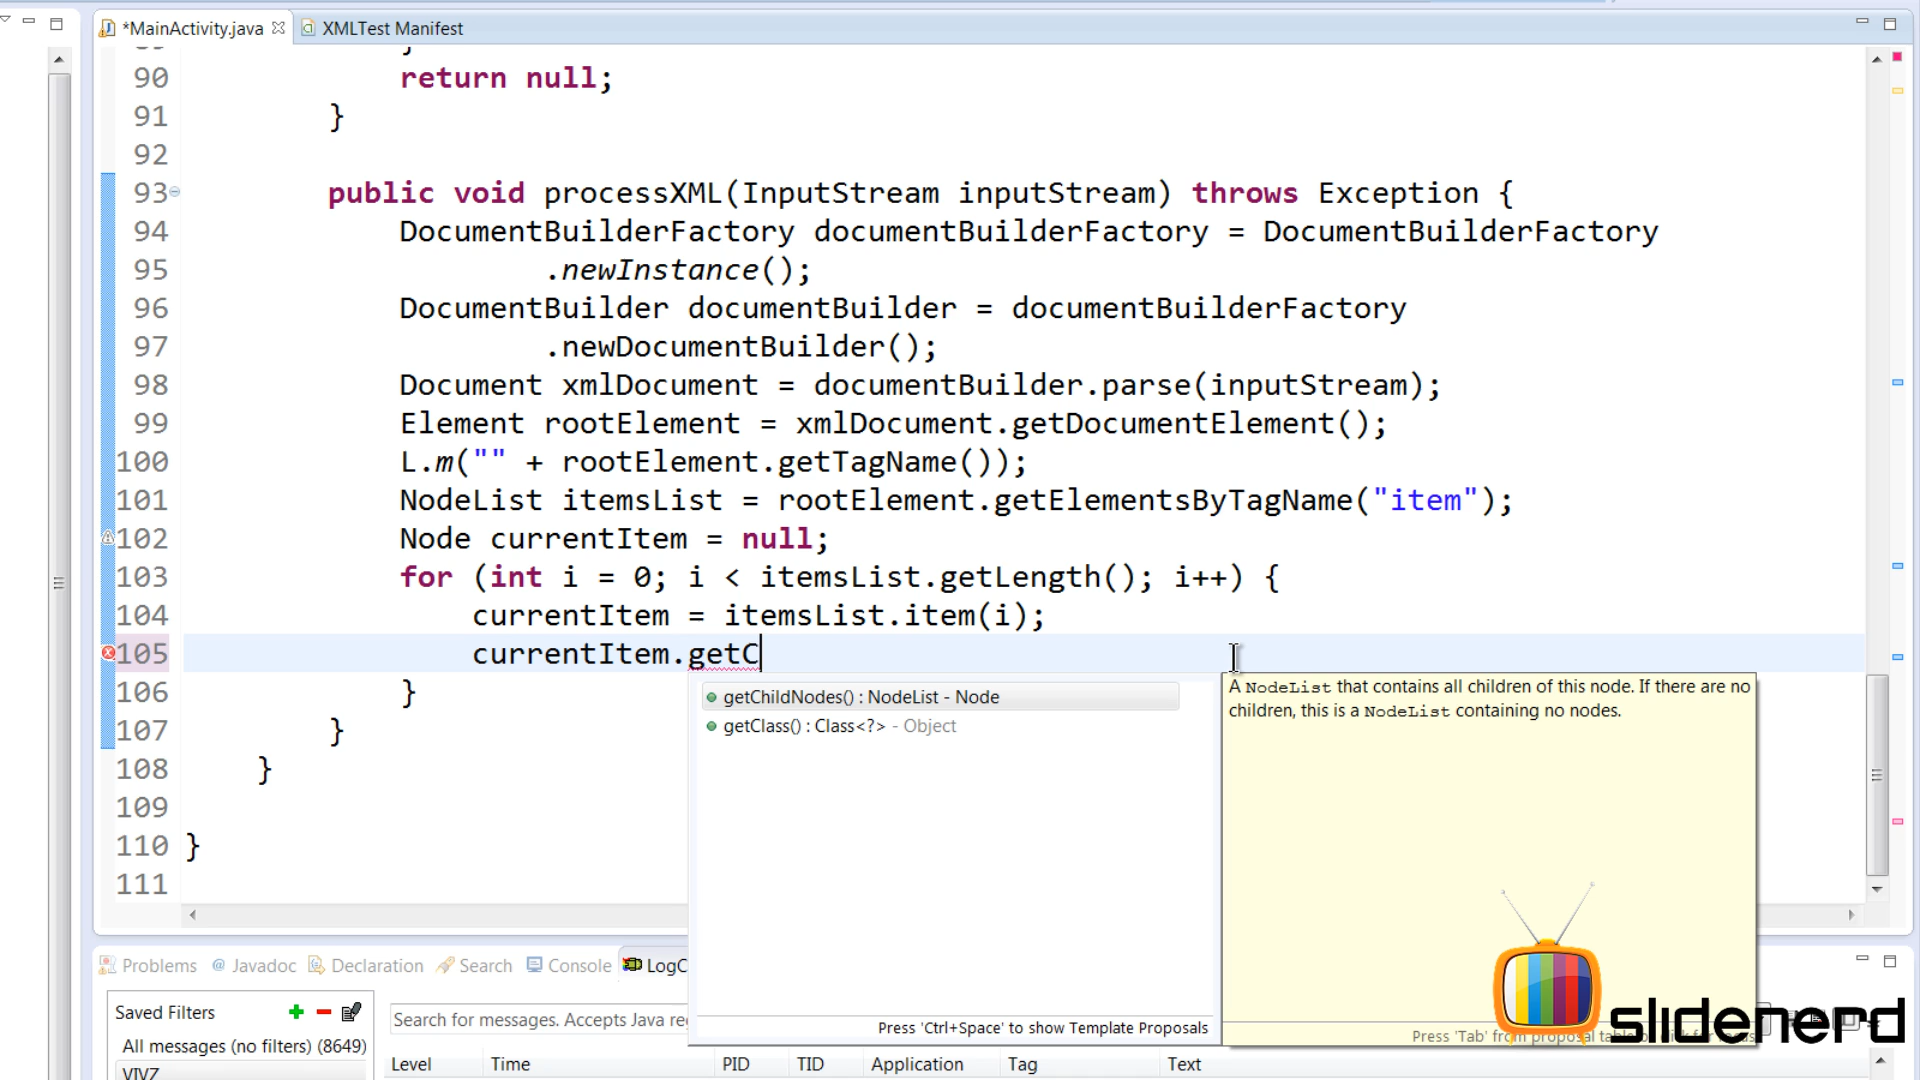 *MainActivity.java
XMLTest Manifest
90 return null;
91 }
92
93 public void processXML(InputStream inputStream) throws Exception {
94 DocumentBuilderFactory documentBuilderFactory = DocumentBuilderFactory
95 .newInstance();
96 DocumentBuilder documentBuilder = documentBuilderFactory
97 .newDocumentBuilder();
98 Document xmlDocument = documentBuilder.parse(inputStream);
99 Element rootElement = xmlDocument.getDocumentElement();
100 L.m("" + rootElement.getTagName());
101 NodeList itemsList = rootElement.getElementsByTagName("item");
102 Node currentItem = null;
103 for (int i = 0; i < itemsList.getLength(); i++) {
104 currentItem = itemsList.item(i);
105 currentItem.getC
106 }
107 }
108 }
109
110 }
111
getChildNodes() : NodeList - Node
getClass() : Class<?> - Object
Press 'Ctrl+Space' to show Template Proposals
A NodeList that contains all children of this node. If there are no
children, this is a NodeList containing no nodes.
Press 'Tab' from proposal table
slidenerd
Problems @ Javadoc Declaration Search Console LogC
Saved Filters
Search for messages. Accepts Java re
All messages (no filters) (8649)
VIVZ
Level Time PID TID Application Tag Text